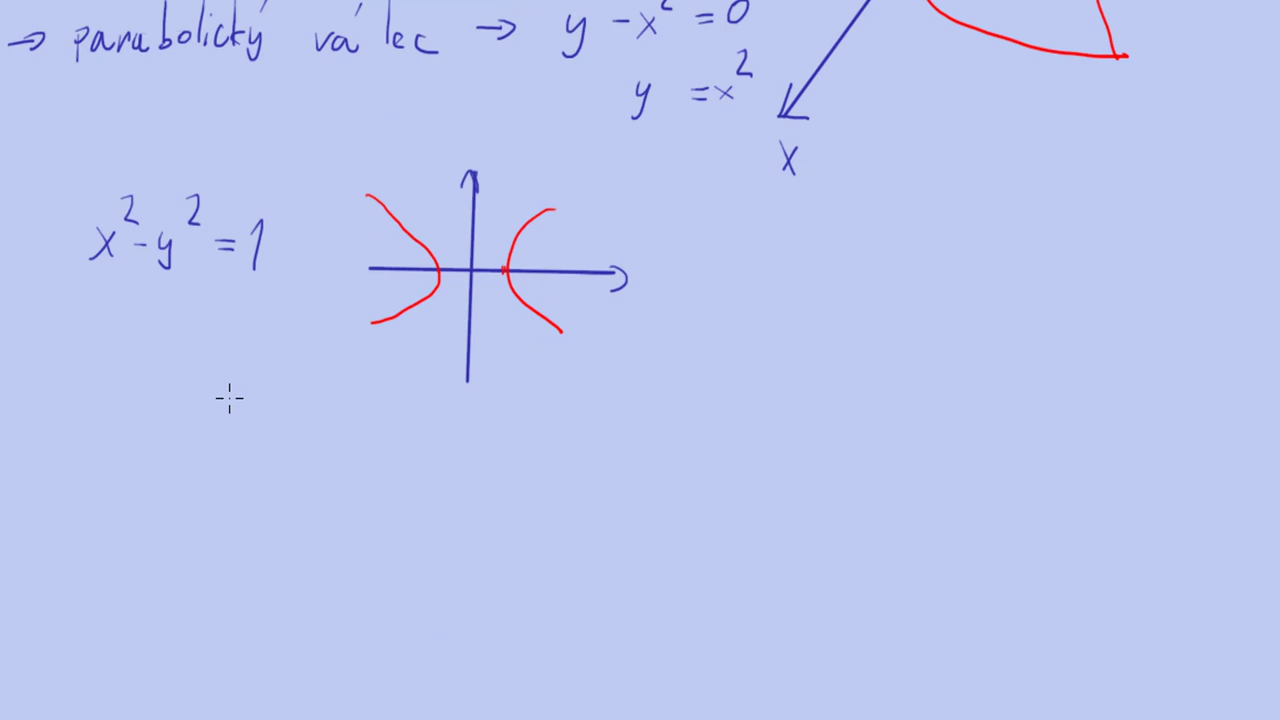 → parabolický válec → y - x² = 0
y = x²
x
x² - y² = 1